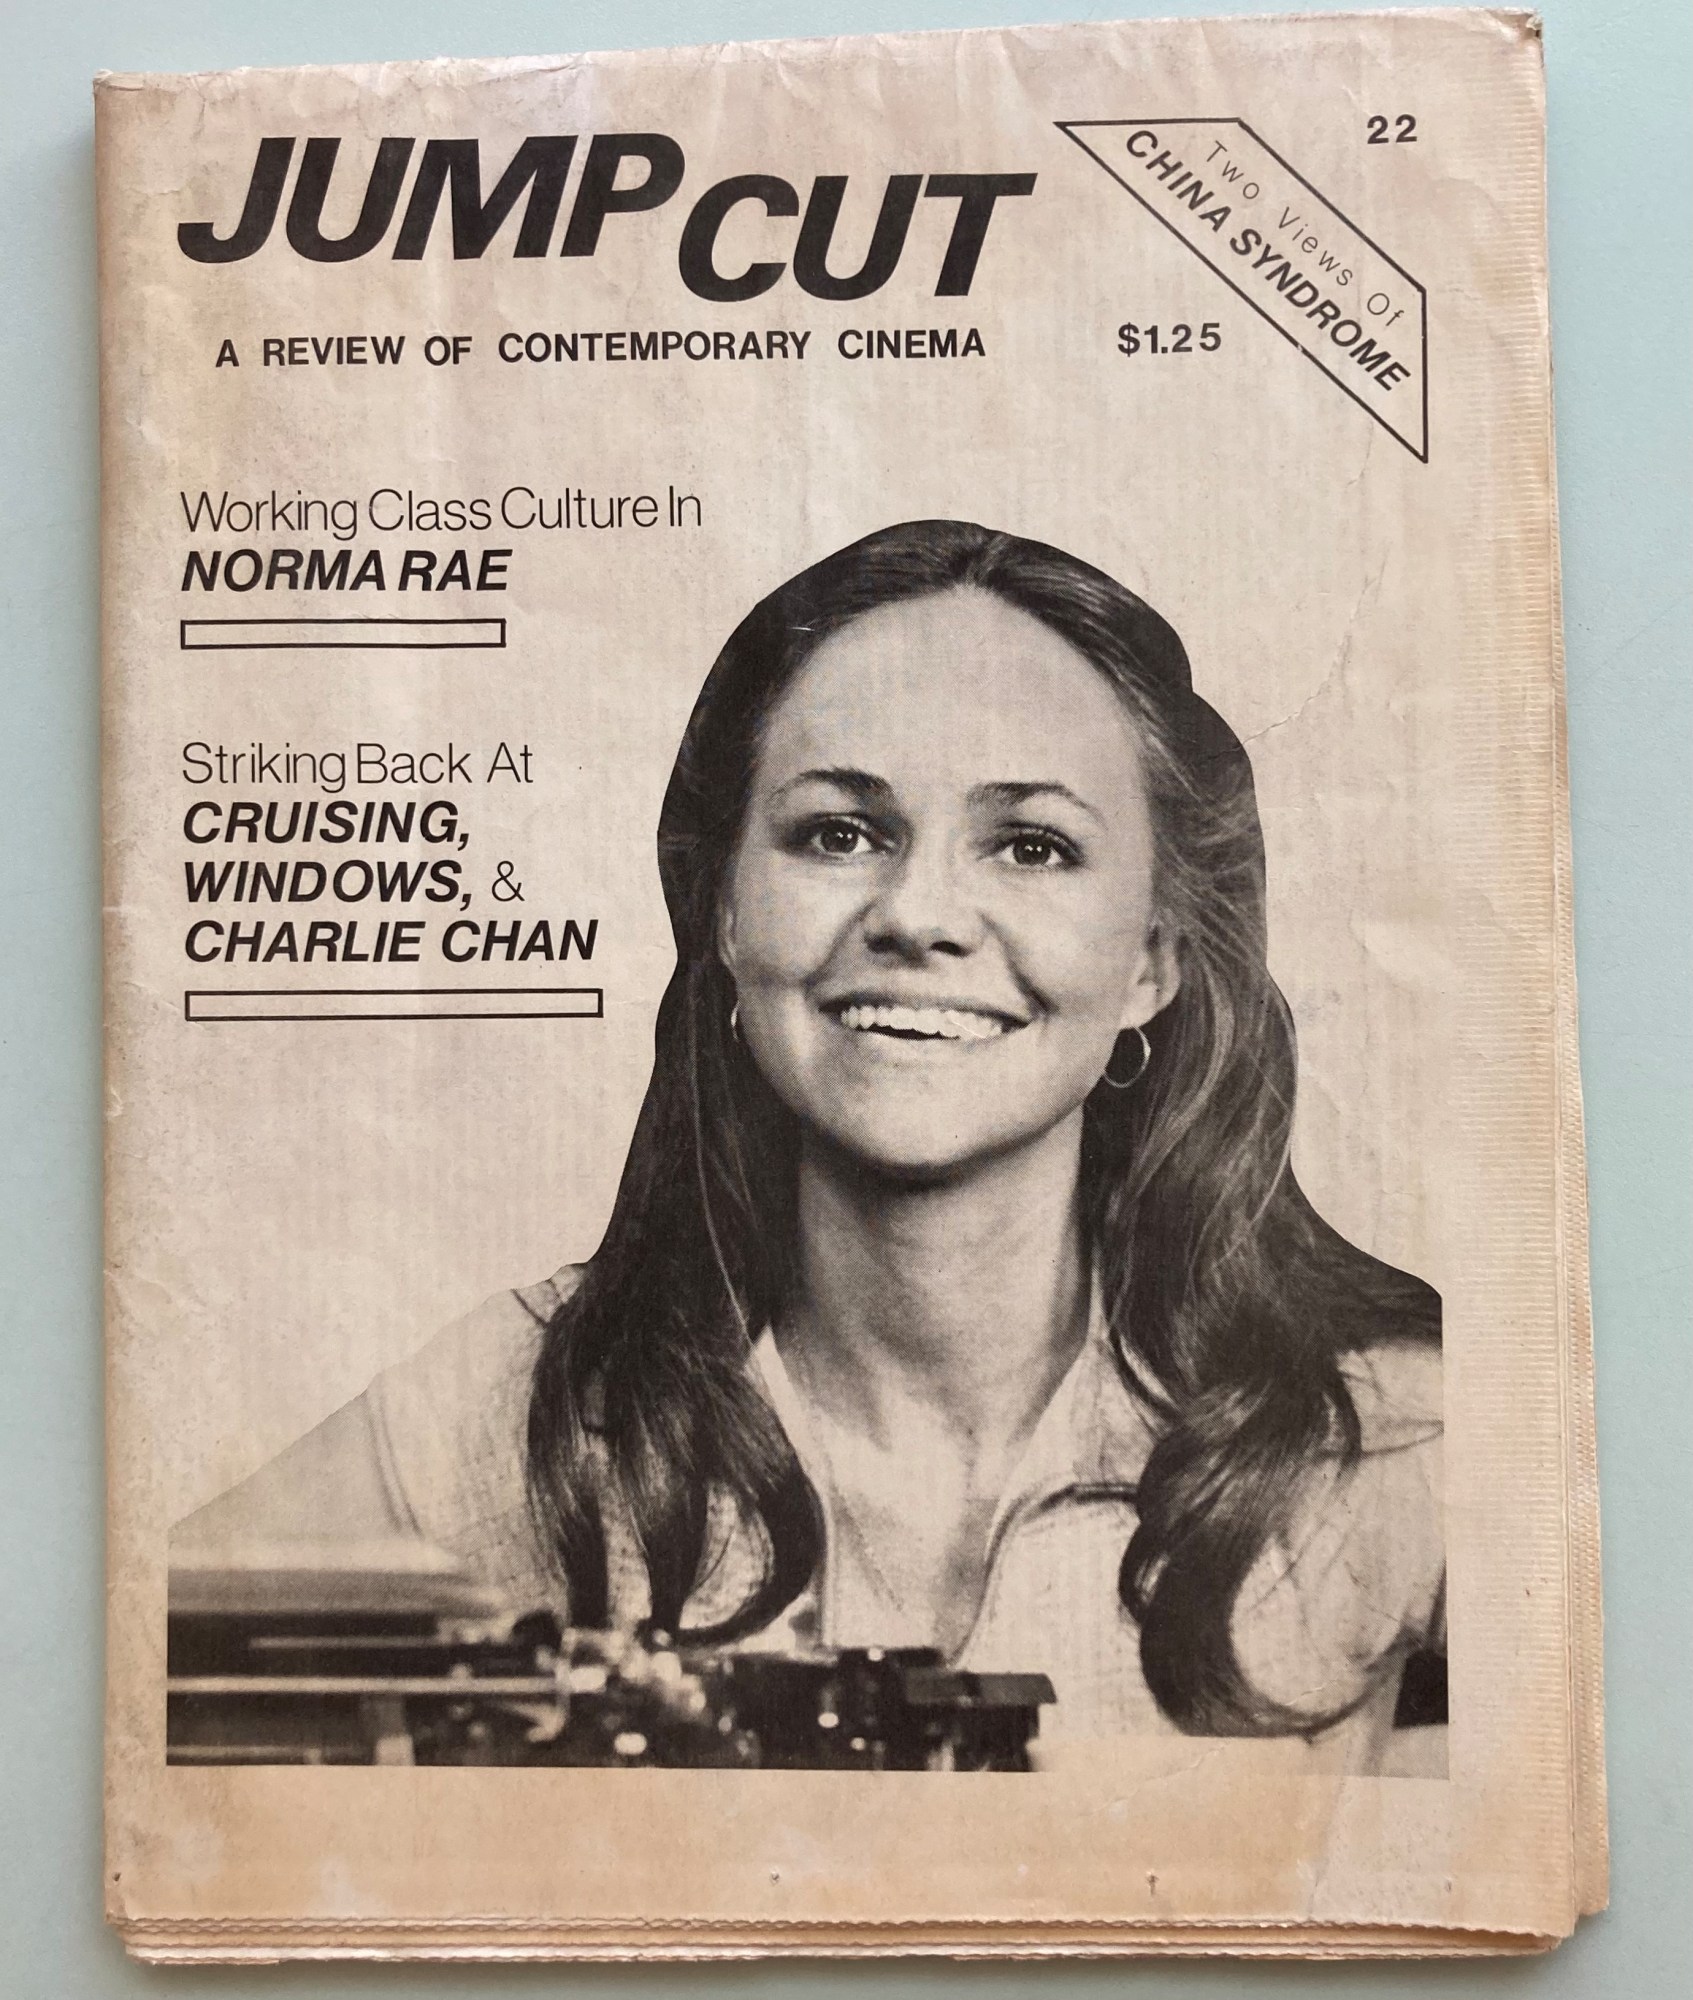 JUMP CUT
A REVIEW OF CONTEMPORARY CINEMA
22
Two Views Of
CHINA SYNDROME
$1.25
Working Class Culture In
NORMA RAE
Striking Back At
CRUISING,
WINDOWS, &
CHARLIE CHAN